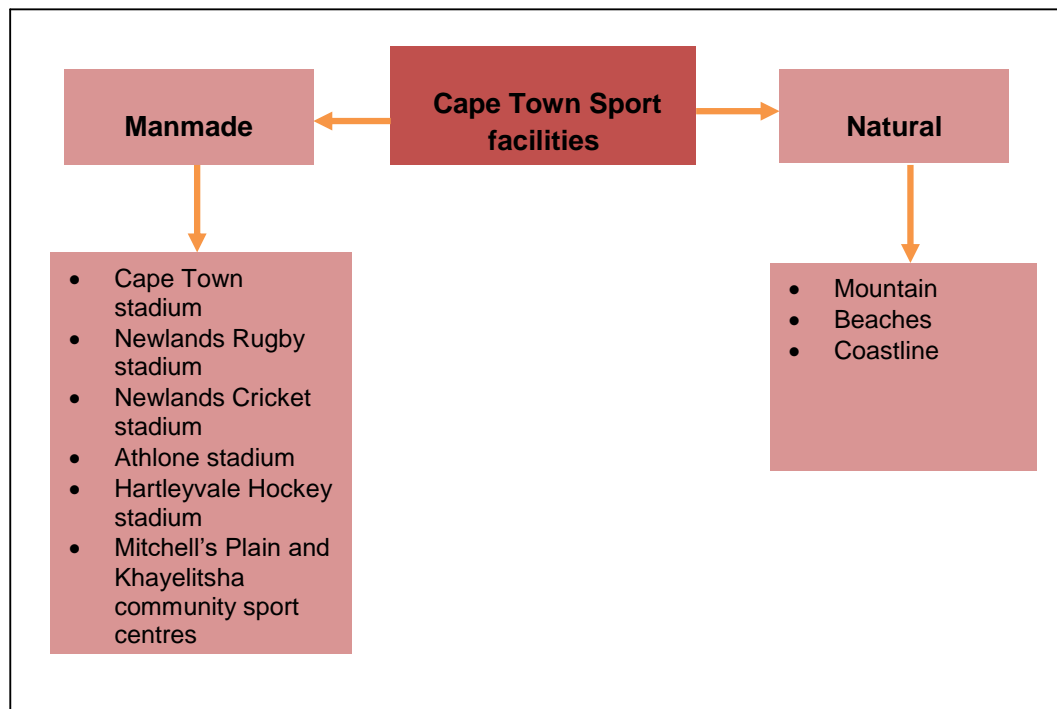 Cape Town Sport
facilities
Manmade
Natural
• Cape Town
stadium
• Newlands Rugby
stadium
• Newlands Cricket
stadium
• Athlone stadium
• Hartleyvale Hockey
stadium
• Mitchell’s Plain and
Khayelitsha
community sport
centres
• Mountain
• Beaches
• Coastline